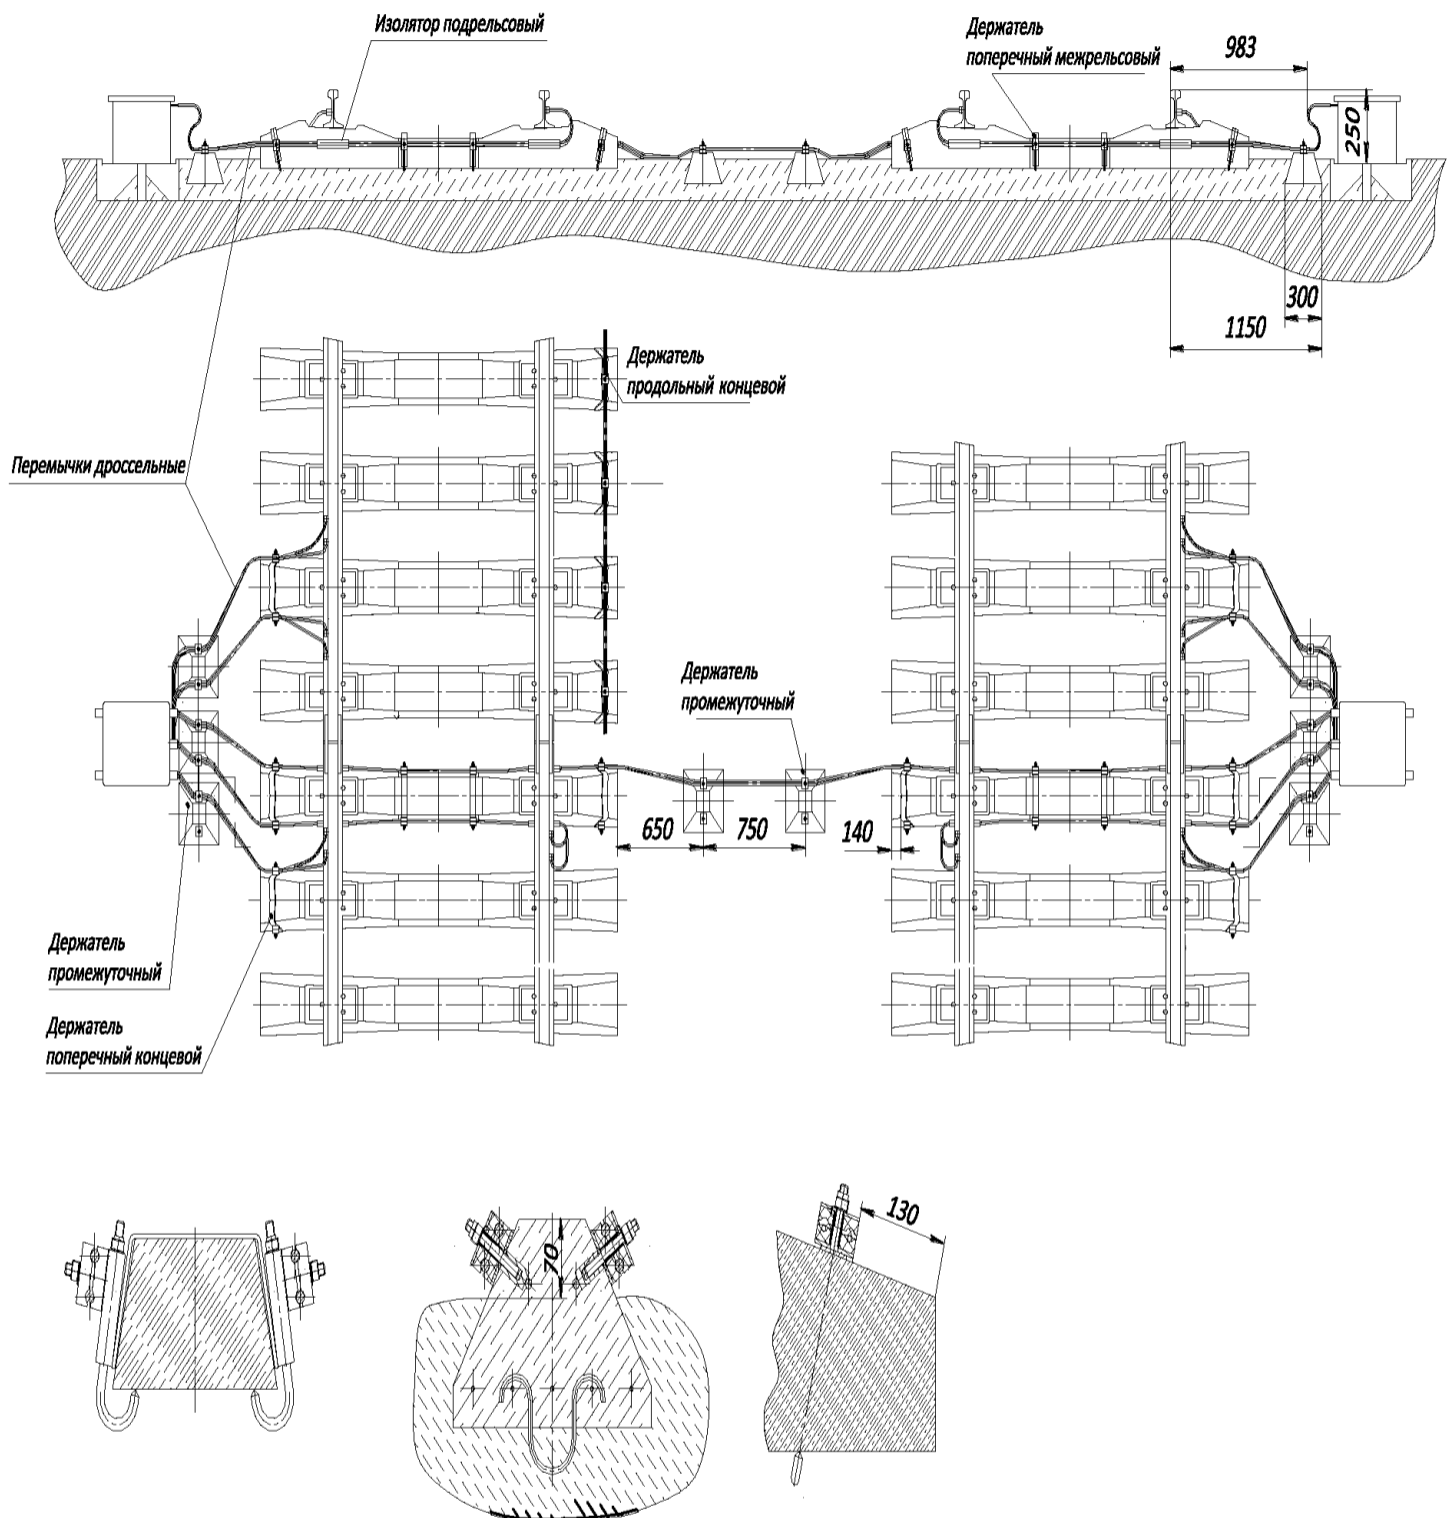 Изолятор подрельсовый
Держатель
поперечный межрельсовый
983
250
300
1150
Держатель
продольный концевой
Перемычки дроссельные
Держатель
промежуточный
650
750
140
Держатель
промежуточный
Держатель
поперечный концевой
70
130